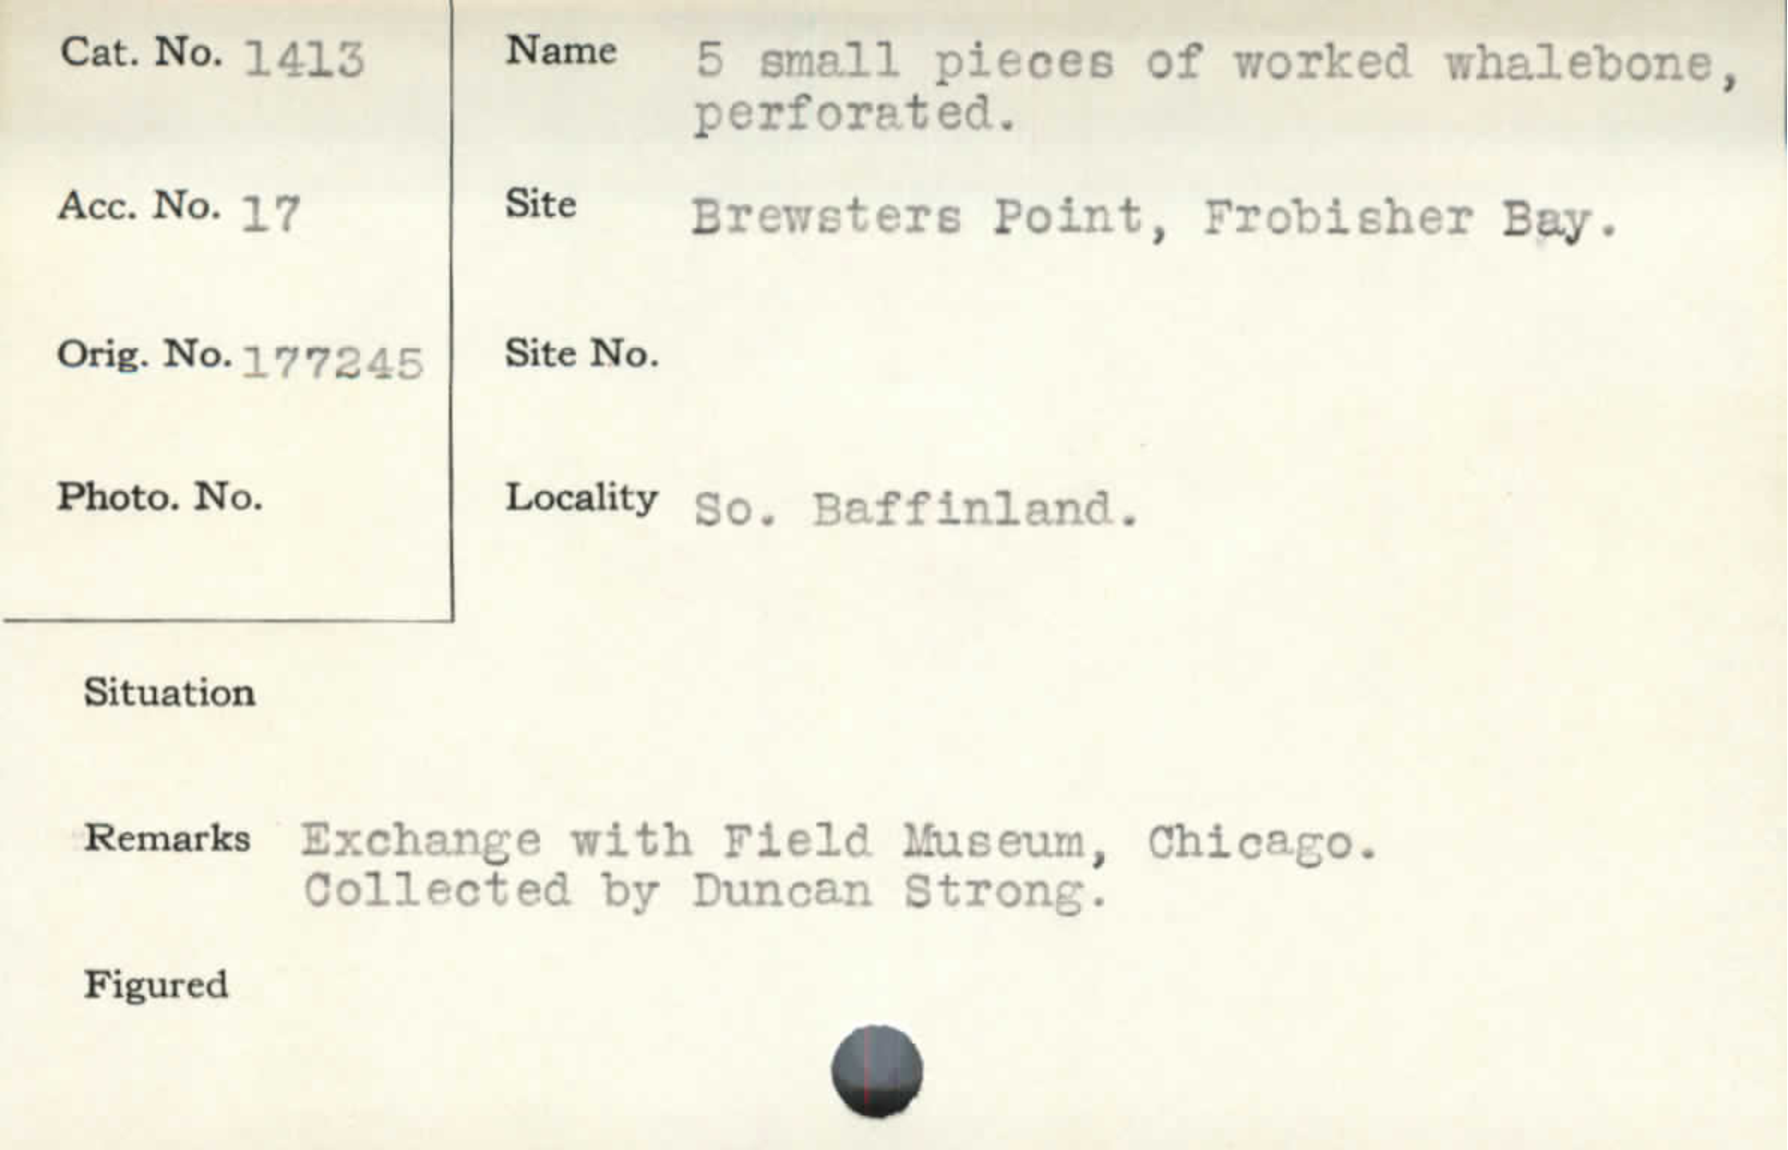 Cat. No. 1413
Name 5 small pieces of worked whalebone,
perforated.
Acc. No. 17
Site Brewsters Point, Frobisher Bay.
Orig. No. 177245
Site No.
Photo. No.
Locality So. Baffinland.
Situation
Remarks Exchange with Field Museum, Chicago.
Collected by Duncan Strong.
Figured